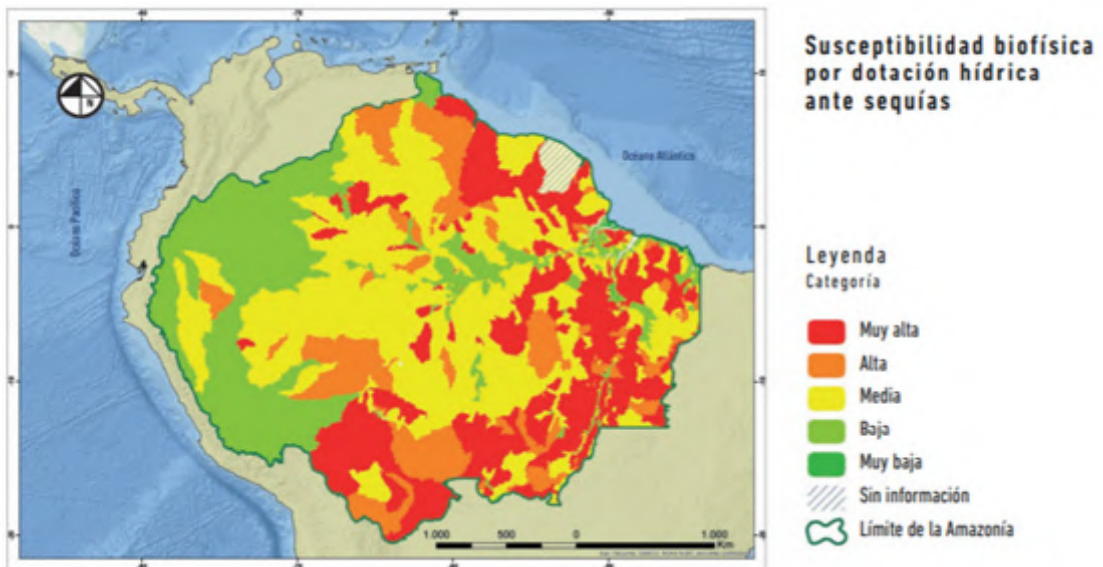 Susceptibilidad biofísica
por dotación hídrica
ante sequías
N
Océano Pacífico
Océano Atlántico
Leyenda
Categoría
Muy alta
Alta
Media
Baja
Muy baja
Sin información
Límite de la Amazonía
1.000 500 0 1.000
Km